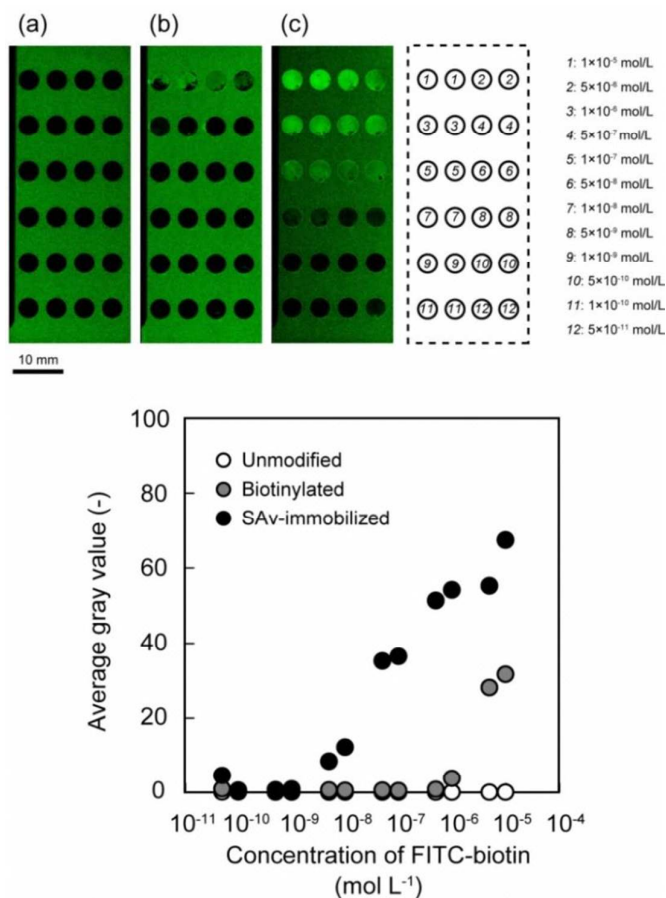 (a) (b) (c)
1 1 2 2
3 3 4 4
5 5 6 6
7 7 8 8
9 9 10 10
11 11 12 12
1: 1×10⁻⁵ mol/L
2: 5×10⁻⁶ mol/L
3: 1×10⁻⁶ mol/L
4: 5×10⁻⁷ mol/L
5: 1×10⁻⁷ mol/L
6: 5×10⁻⁸ mol/L
7: 1×10⁻⁸ mol/L
8: 5×10⁻⁹ mol/L
9: 1×10⁻⁹ mol/L
10: 5×10⁻¹⁰ mol/L
11: 1×10⁻¹⁰ mol/L
12: 5×10⁻¹¹ mol/L
10 mm
Average gray value (-)
100
80
60
40
20
0
Unmodified
Biotinylated
SAv-immobilized
10⁻¹¹ 10⁻¹⁰ 10⁻⁹ 10⁻⁸ 10⁻⁷ 10⁻⁶ 10⁻⁵ 10⁻⁴
Concentration of FITC-biotin
(mol L⁻¹)